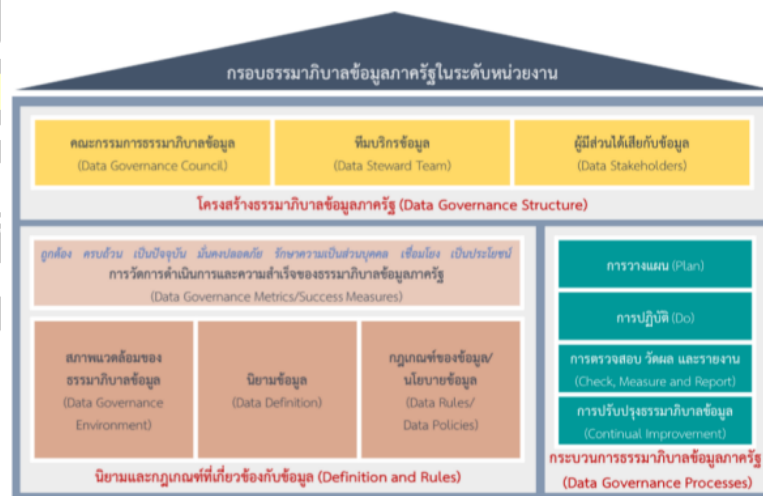 กรอบธรรมาภิบาลข้อมูลภาครัฐในระดับหน่วยงาน
คณะกรรมการธรรมาภิบาลข้อมูล
(Data Governance Council)
ทีมบริกรข้อมูล
(Data Steward Team)
ผู้มีส่วนได้เสียกับข้อมูล
(Data Stakeholders)
โครงสร้างธรรมาภิบาลข้อมูลภาครัฐ (Data Governance Structure)
ถูกต้อง ครบถ้วน เป็นปัจจุบัน มั่นคงปลอดภัย รักษาความเป็นส่วนบุคคล เชื่อมโยง เป็นประโยชน์
การวัดการดำเนินการและความสำเร็จของธรรมาภิบาลข้อมูลภาครัฐ
(Data Governance Metrics/Success Measures)
สภาพแวดล้อมของ
ธรรมาภิบาลข้อมูล
(Data Governance
Environment)
นิยามข้อมูล
(Data Definition)
กฎเกณฑ์ของข้อมูล/
นโยบายข้อมูล
(Data Rules/
Data Policies)
นิยามและกฎเกณฑ์ที่เกี่ยวข้องกับข้อมูล (Definition and Rules)
การวางแผน (Plan)
การปฏิบัติ (Do)
การตรวจสอบ วัดผล และรายงาน
(Check, Measure and Report)
การปรับปรุงธรรมาภิบาลข้อมูล
(Continual Improvement)
กระบวนการธรรมาภิบาลข้อมูลภาครัฐ
(Data Governance Processes)